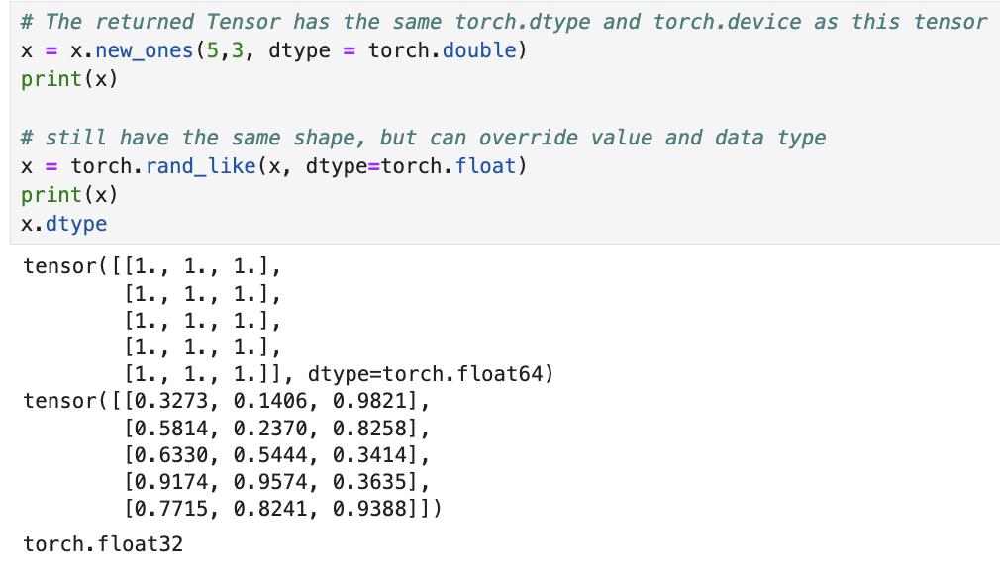 # The returned Tensor has the same torch.dtype and torch.device as this tensor
x = x.new_ones(5,3, dtype = torch.double)
print(x)

# still have the same shape, but can override value and data type
x = torch.rand_like(x, dtype=torch.float)
print(x)
x.dtype
tensor([[1., 1., 1.],
        [1., 1., 1.],
        [1., 1., 1.],
        [1., 1., 1.],
        [1., 1., 1.]], dtype=torch.float64)
tensor([[0.3273, 0.1406, 0.9821],
        [0.5814, 0.2370, 0.8258],
        [0.6330, 0.5444, 0.3414],
        [0.9174, 0.9574, 0.3635],
        [0.7715, 0.8241, 0.9388]])
torch.float32